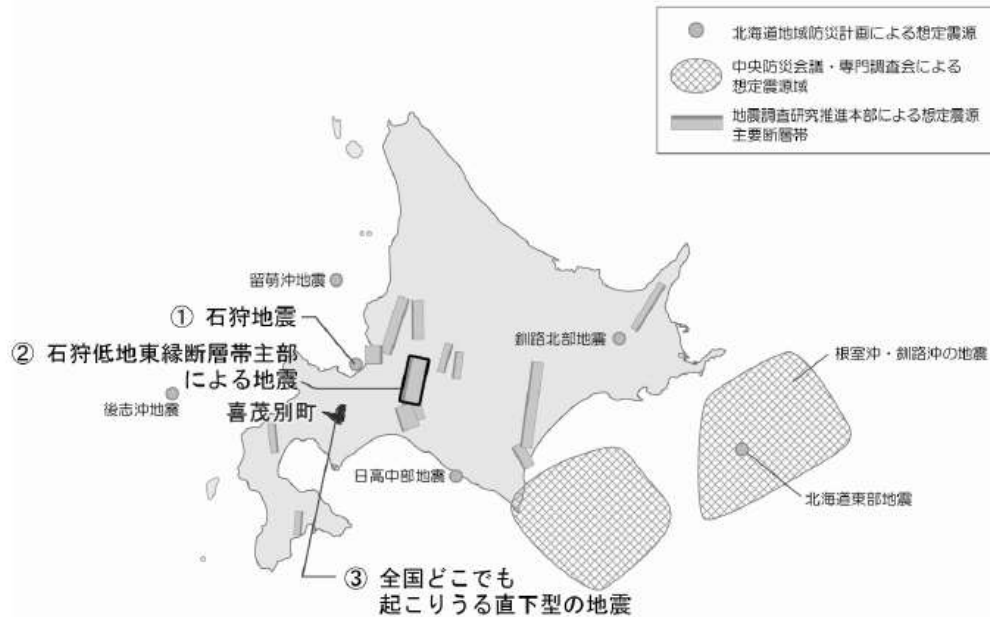 北海道地域防災計画による想定震源
中央防災会議・専門調査会による
想定震源域
地震調査研究推進本部による想定震源
主要断層帯
留萌沖地震
① 石狩地震
② 石狩低地東縁断層帯主部
による地震
釧路北部地震
根室沖・釧路沖の地震
後志沖地震
喜茂別町
日高中部地震
北海道東部地震
③ 全国どこでも
起こりうる直下型の地震